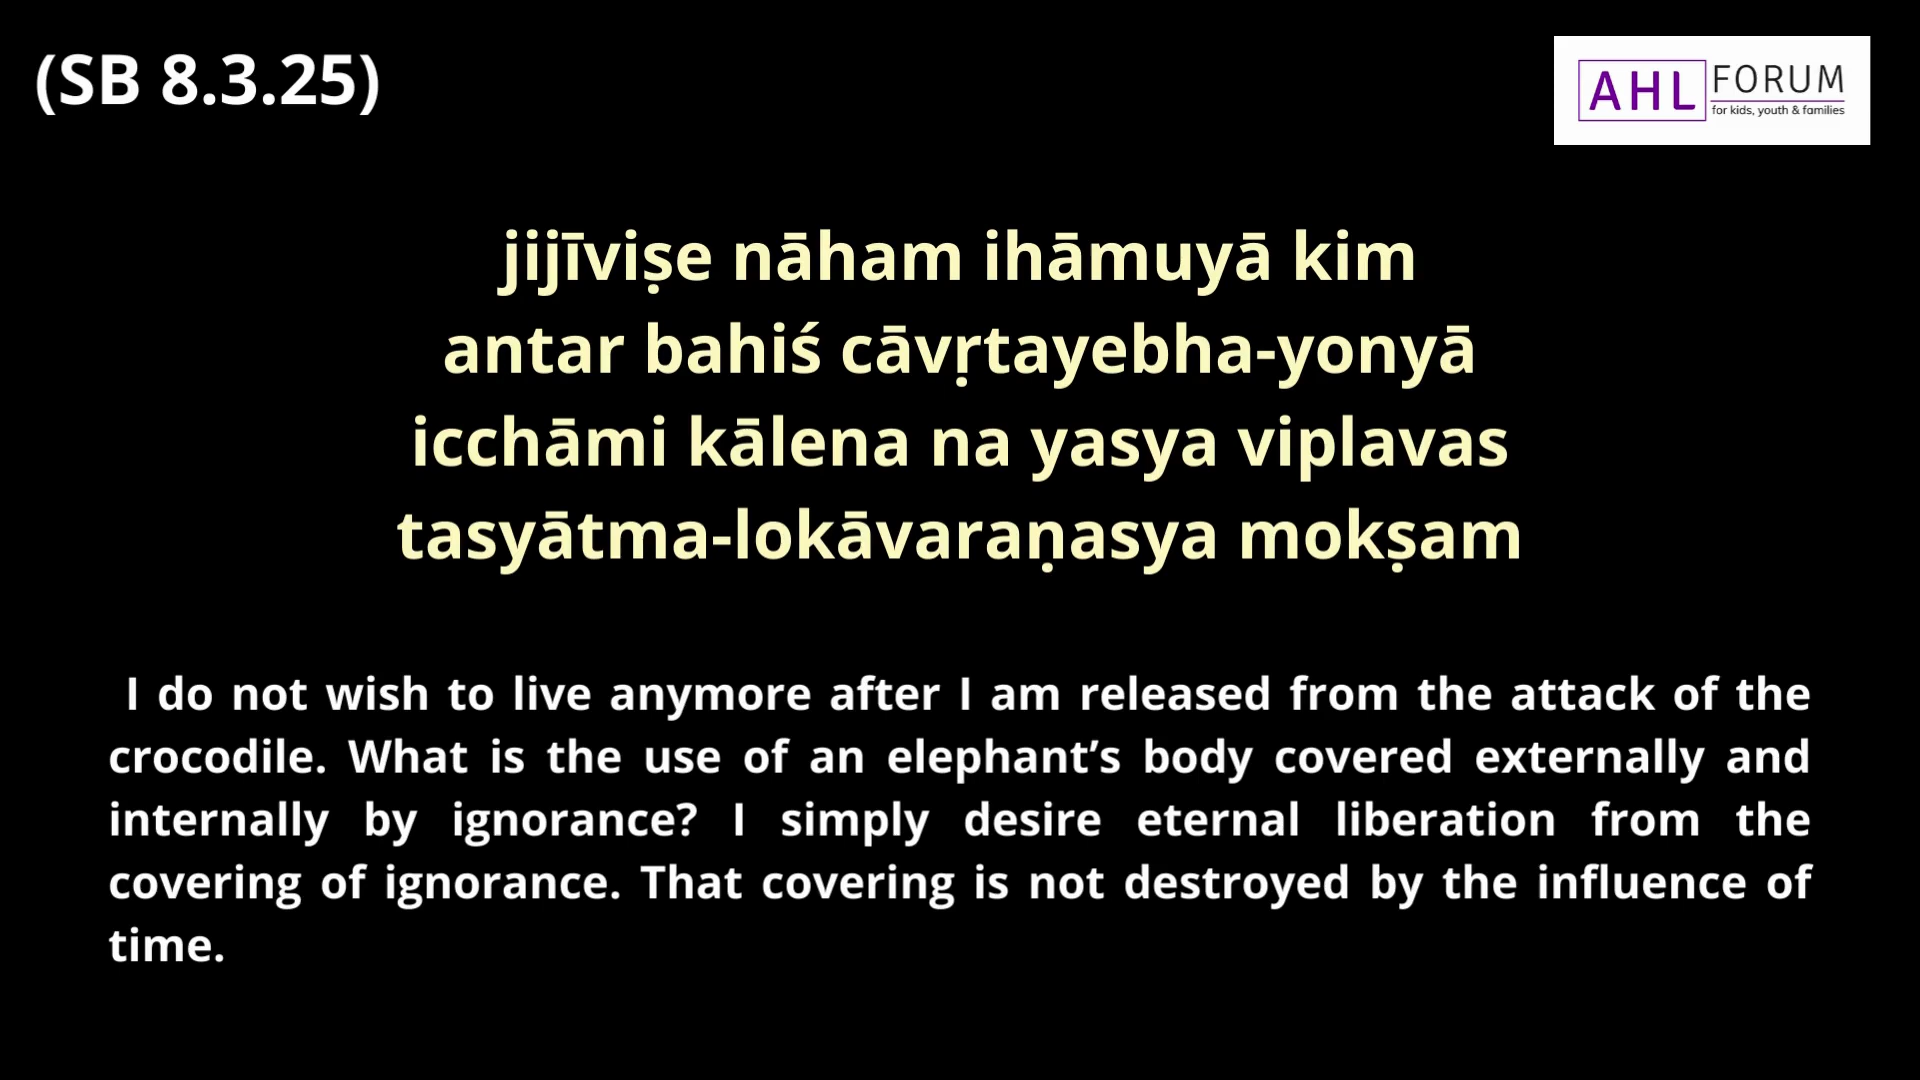 (SB 8.3.25)
AHL FORUM
for kids, youth & families
jijīviṣe nāham ihāmuyā kim
antar bahiś cāvṛtayebha-yonyā
icchāmi kālena na yasya viplavas
tasyātma-lokāvaraṇasya mokṣam
I do not wish to live anymore after I am released from the attack of the
crocodile. What is the use of an elephant’s body covered externally and
internally by ignorance? I simply desire eternal liberation from the
covering of ignorance. That covering is not destroyed by the influence of
time.